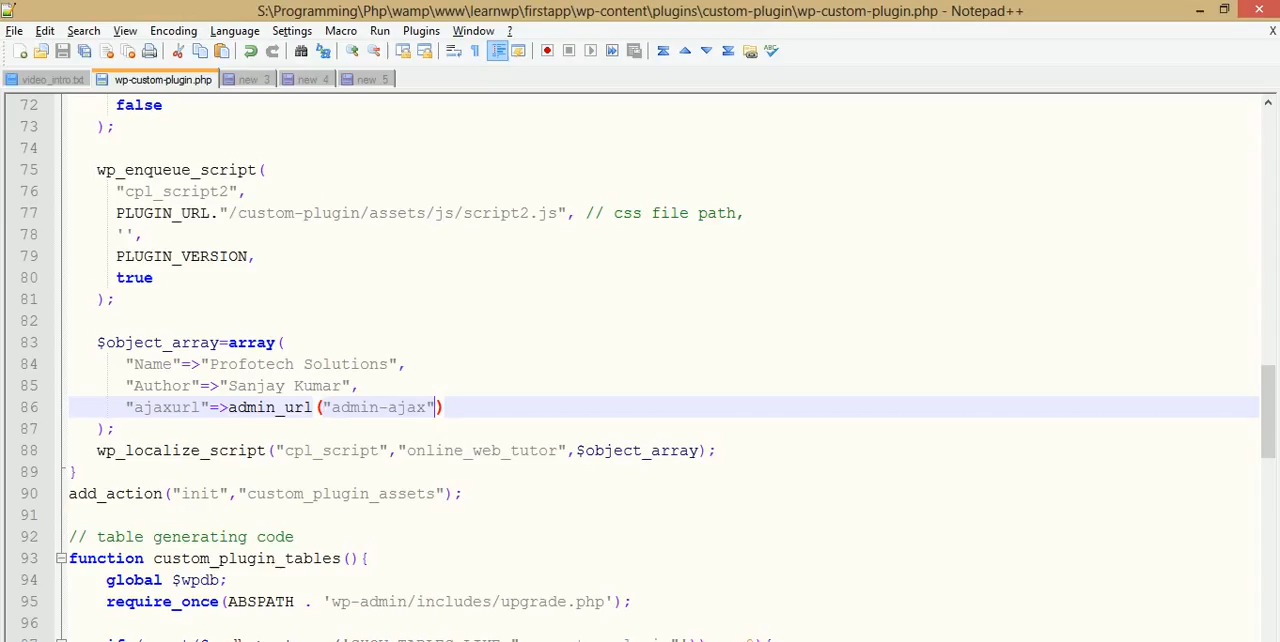 S:\Programming\Php\wamp\www\learnwp\firstapp\wp-content\plugins\custom-plugin\wp-custom-plugin.php - Notepad++
File Edit Search View Encoding Language Settings Macro Run Plugins Window ? X
video_intro.txt wp-custom-plugin.php new 3 new 4 new 5
72 false
73 );
74
75 wp_enqueue_script(
76 "cpl_script2",
77 PLUGIN_URL."/custom-plugin/assets/js/script2.js", // css file path,
78 '',
79 PLUGIN_VERSION,
80 true
81 );
82
83 $object_array=array(
84 "Name"=>"Profotech Solutions",
85 "Author"=>"Sanjay Kumar",
86 "ajaxurl"=>admin_url("admin-ajax")
87 );
88 wp_localize_script("cpl_script","online_web_tutor",$object_array);
89 }
90 add_action("init","custom_plugin_assets");
91
92 // table generating code
93 function custom_plugin_tables(){
94 global $wpdb;
95 require_once(ABSPATH . 'wp-admin/includes/upgrade.php');
96